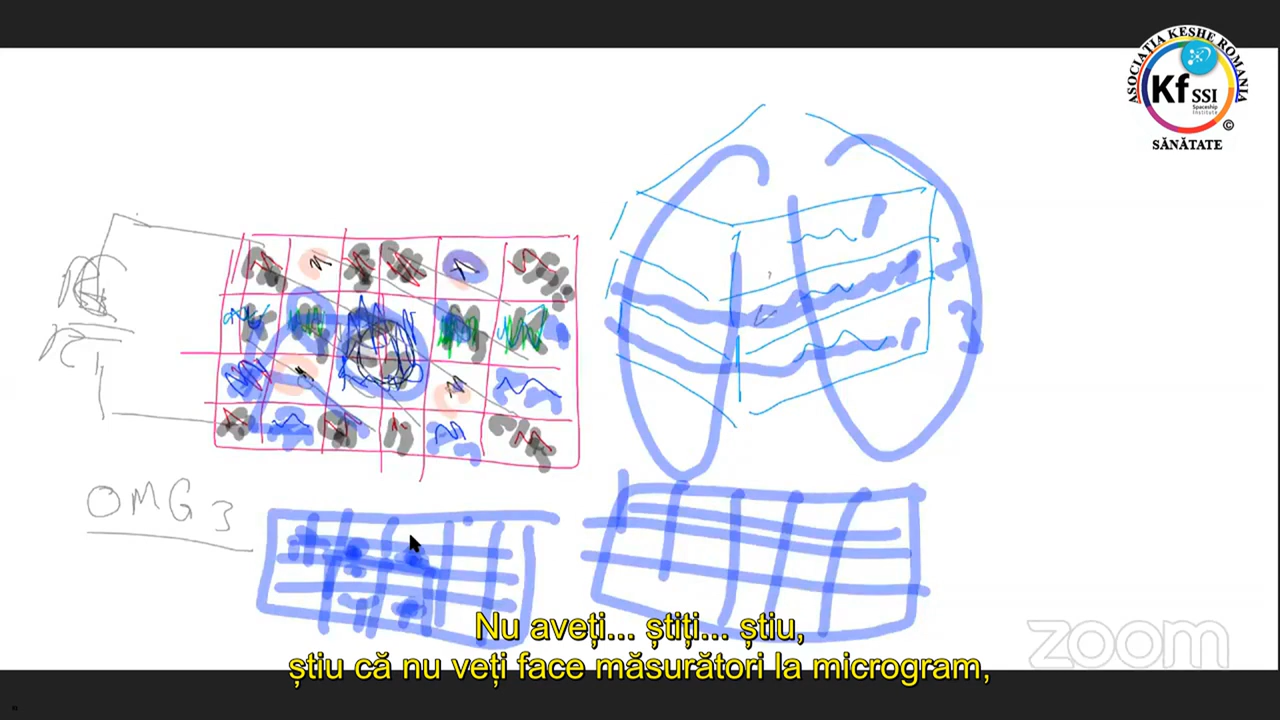 ASOCIAȚIA KESHE ROMANIA
Kf SSI
Spaceship
Institute
©
SĂNĂTATE
OMG 3
Nu aveți... știți... știu,
știu că nu veți face măsurători la microgram,
zoom